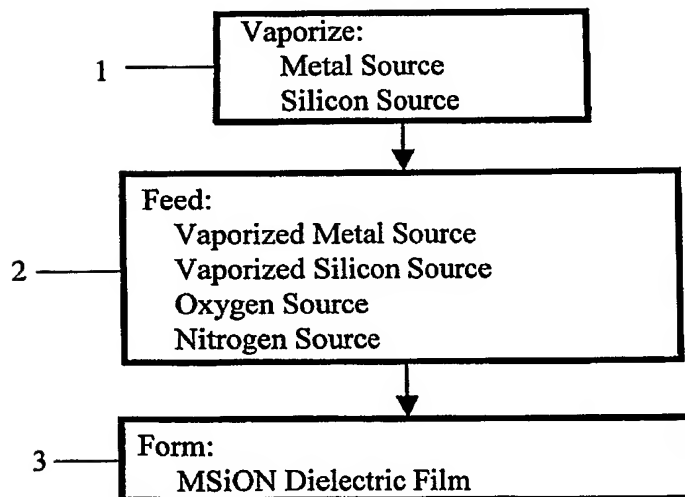 1
Vaporize:
Metal Source
Silicon Source
2
Feed:
Vaporized Metal Source
Vaporized Silicon Source
Oxygen Source
Nitrogen Source
3
Form:
MSiON Dielectric Film